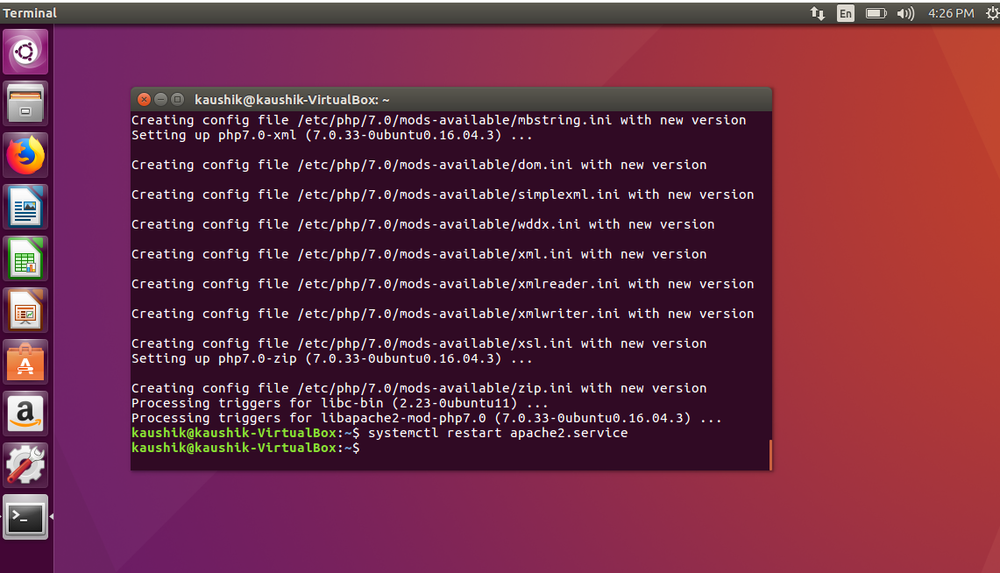 Terminal
En
4:26 PM
kaushik@kaushik-VirtualBox: ~
Creating config file /etc/php/7.0/mods-available/mbstring.ini with new version
Setting up php7.0-xml (7.0.33-0ubuntu0.16.04.3) ...
Creating config file /etc/php/7.0/mods-available/dom.ini with new version
Creating config file /etc/php/7.0/mods-available/simplexml.ini with new version
Creating config file /etc/php/7.0/mods-available/wddx.ini with new version
Creating config file /etc/php/7.0/mods-available/xml.ini with new version
Creating config file /etc/php/7.0/mods-available/xmlreader.ini with new version
Creating config file /etc/php/7.0/mods-available/xmlwriter.ini with new version
Creating config file /etc/php/7.0/mods-available/xsl.ini with new version
Setting up php7.0-zip (7.0.33-0ubuntu0.16.04.3) ...
Creating config file /etc/php/7.0/mods-available/zip.ini with new version
Processing triggers for libc-bin (2.23-0ubuntu11) ...
Processing triggers for libapache2-mod-php7.0 (7.0.33-0ubuntu0.16.04.3) ...
kaushik@kaushik-VirtualBox:~$ systemctl restart apache2.service
kaushik@kaushik-VirtualBox:~$